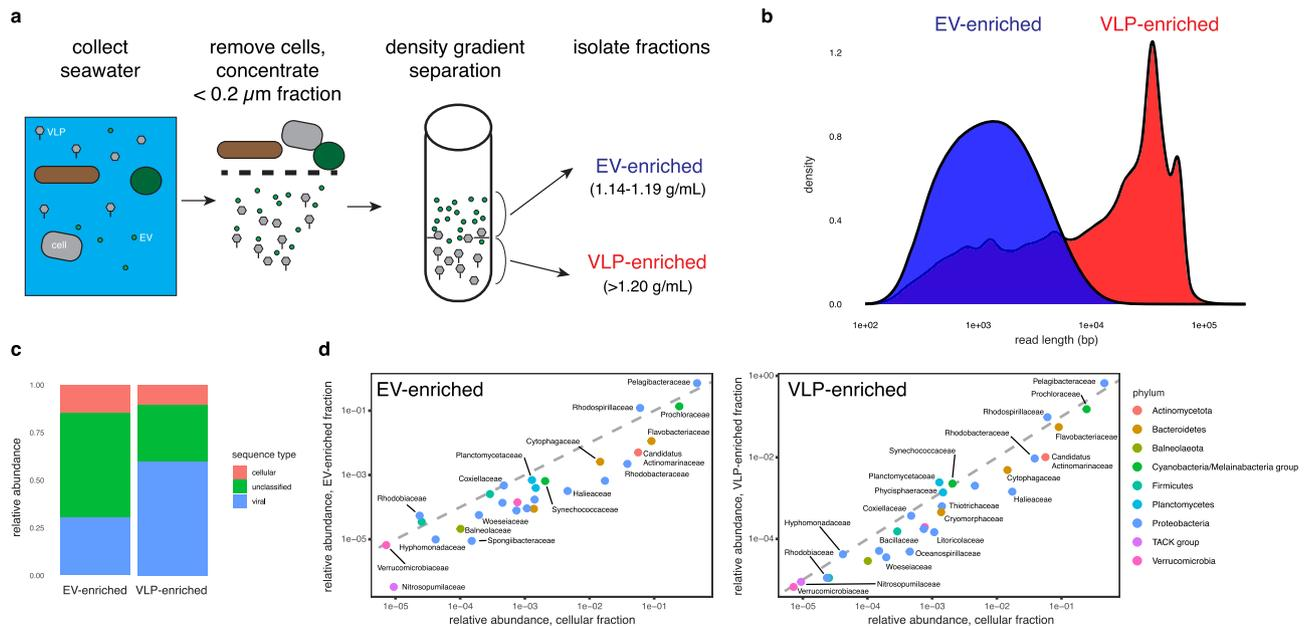 a
collect
seawater
remove cells,
concentrate
< 0.2 µm fraction
density gradient
separation
isolate fractions
VLP
cell
EV
EV-enriched
(1.14-1.19 g/mL)
VLP-enriched
(>1.20 g/mL)
b
EV-enriched
VLP-enriched
density
1.2
0.8
0.4
0.0
1e+02
1e+03
1e+04
1e+05
read length (bp)
c
relative abundance
1.00
0.75
0.50
0.25
0.00
EV-enriched
VLP-enriched
sequence type
cellular
unclassified
viral
d
EV-enriched
relative abundance, EV-enriched fraction
1e-01
1e-03
1e-05
Pelagibacteraceae
Rhodospirillaceae
Prochloraceae
Flavobacteriaceae
Cytophagaceae
Candidatus
Actinomarinaceae
Planctomycetaceae
Rhodobacteraceae
Coxiellaceae
Halieaceae
Rhodobiaceae
Synechococcaceae
Woeseiaceae
Balneolaceae
Hyphomonadaceae
Spongiibacteraceae
Verrucomicrobiaceae
Nitrosopumilaceae
1e-05
1e-04
1e-03
1e-02
1e-01
relative abundance, cellular fraction
VLP-enriched
relative abundance, VLP-enriched fraction
1e+00
1e-02
1e-04
Pelagibacteraceae
Prochloraceae
Rhodospirillaceae
Rhodobacteraceae
Flavobacteriaceae
Synechococcaceae
Candidatus
Actinomarinaceae
Planctomycetaceae
Cytophagaceae
Phycisphaeraceae
Halieaceae
Coxiellaceae
Thiotrichaceae
Cryomorphaceae
Hyphomonadaceae
Bacillaceae
Litoricolaceae
Rhodobiaceae
Oceanospirillaceae
Woeseiaceae
Nitrosopumilaceae
Verrucomicrobiaceae
1e-05
1e-04
1e-03
1e-02
1e-01
relative abundance, cellular fraction
phylum
Actinomycetota
Bacteroidetes
Balneolaeota
Cyanobacteria/Melainabacteria group
Firmicutes
Planctomycetes
Proteobacteria
TACK group
Verrucomicrobia